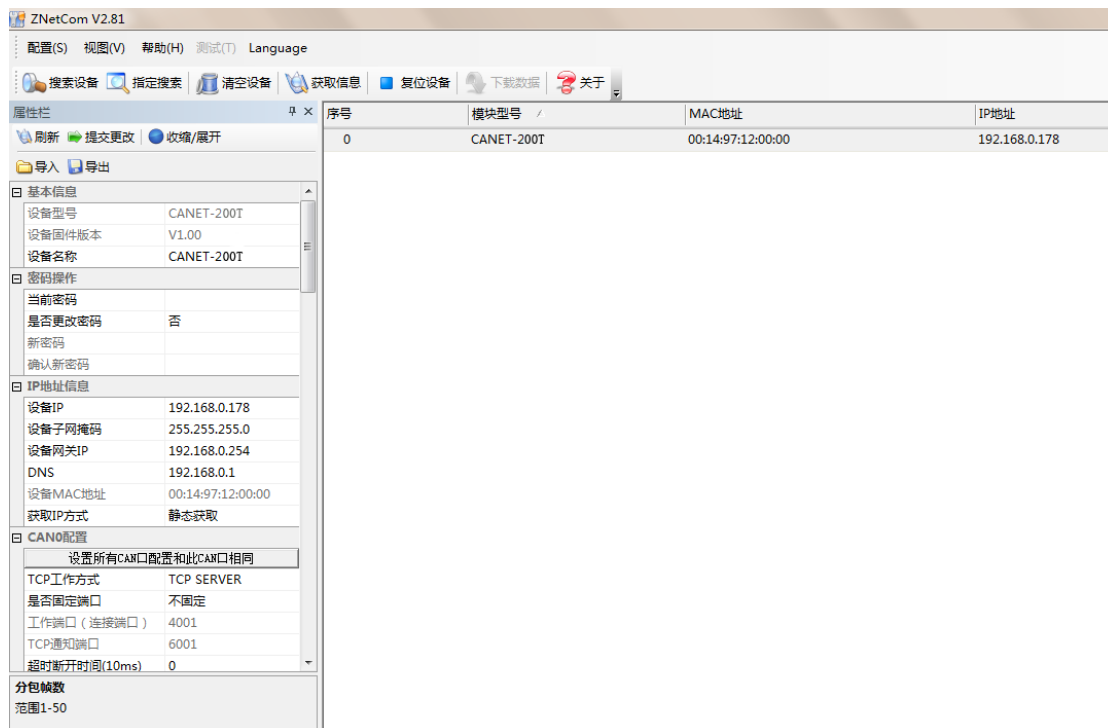 ZNetCom V2.81
配置(S) 视图(V) 帮助(H) 测试(T) Language
搜索设备 指定搜索 清空设备 获取信息 复位设备 下载数据 关于
属性栏
刷新 提交更改 收缩/展开
导入 导出
基本信息
设备型号 CANET-200T
设备固件版本 V1.00
设备名称 CANET-200T
密码操作
当前密码
是否更改密码 否
新密码
确认新密码
IP地址信息
设备IP 192.168.0.178
设备子网掩码 255.255.255.0
设备网关IP 192.168.0.254
DNS 192.168.0.1
设备MAC地址 00:14:97:12:00:00
获取IP方式 静态获取
CAN0配置
设置所有CAN口配置和此CAN口相同
TCP工作方式 TCP SERVER
是否固定端口 不固定
工作端口（连接端口） 4001
TCP通知端口 6001
超时断开时间(10ms) 0
分包帧数
范围1-50
序号 模块型号 MAC地址 IP地址
0 CANET-200T 00:14:97:12:00:00 192.168.0.178